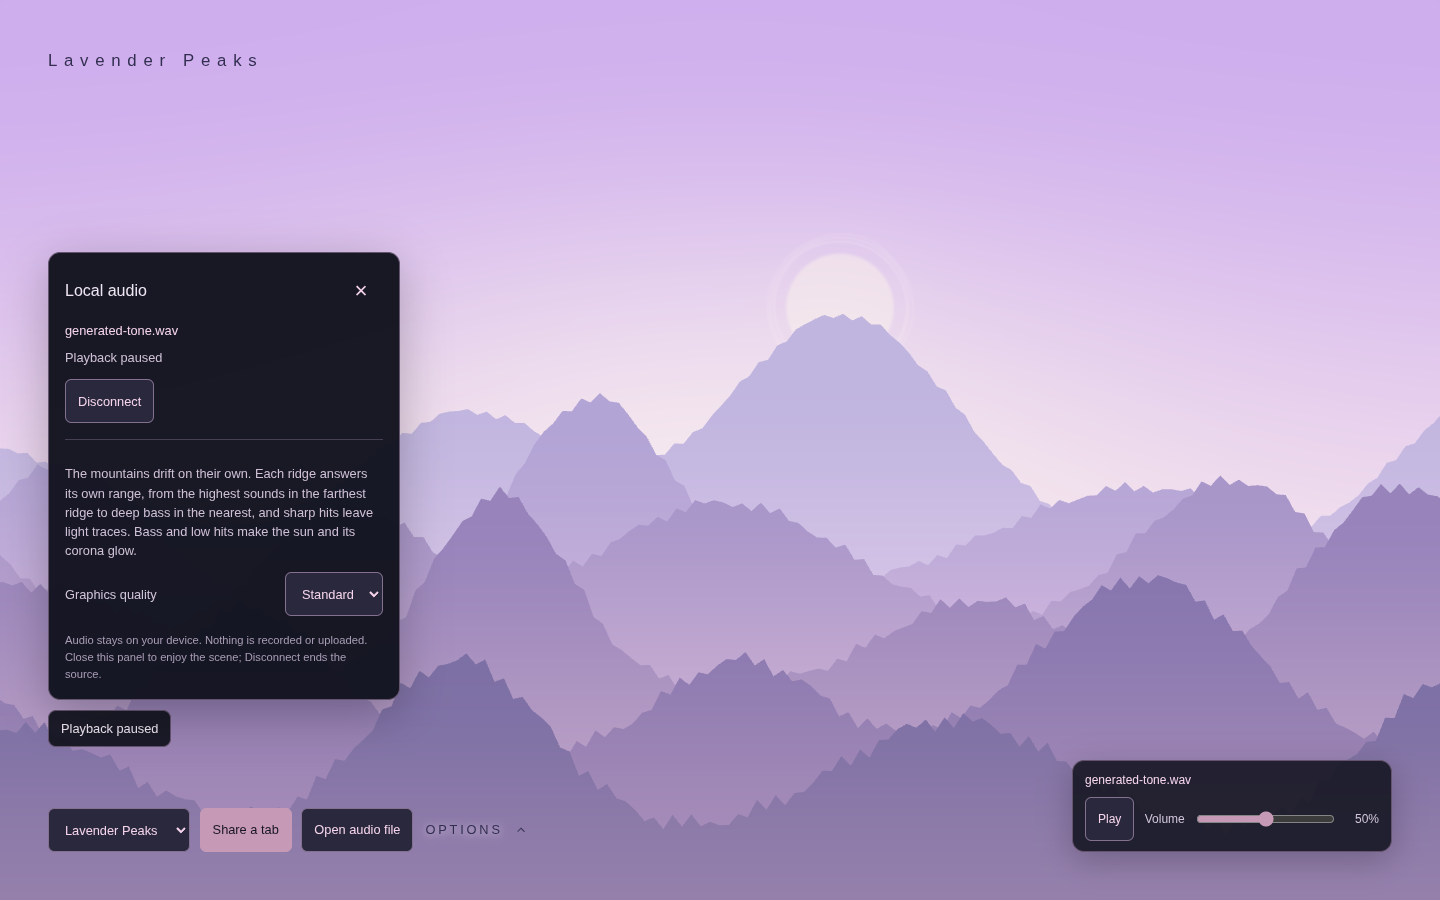 Lavender Peaks
Local audio
generated-tone.wav
Playback paused
Disconnect
The mountains drift on their own. Each ridge answers
its own range, from the highest sounds in the farthest
ridge to deep bass in the nearest, and sharp hits leave
light traces. Bass and low hits make the sun and its
corona glow.
Graphics quality
Standard
Audio stays on your device. Nothing is recorded or uploaded.
Close this panel to enjoy the scene; Disconnect ends the
source.
Playback paused
Lavender Peaks
Share a tab
Open audio file
OPTIONS
generated-tone.wav
Play
Volume
50%